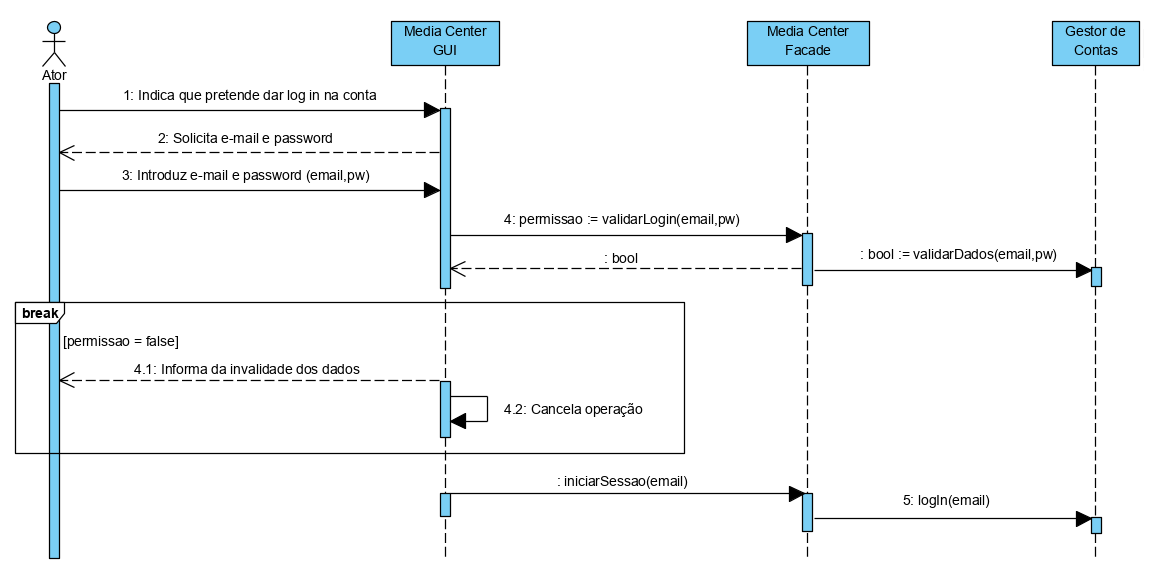 Ator
Media Center
GUI
Media Center
Facade
Gestor de
Contas
1: Indica que pretende dar log in na conta
2: Solicita e-mail e password
3: Introduz e-mail e password (email,pw)
4: permissao := validarLogin(email,pw)
: bool := validarDados(email,pw)
: bool
break
[permissao = false]
4.1: Informa da invalidade dos dados
4.2: Cancela operação
: iniciarSessao(email)
5: logIn(email)